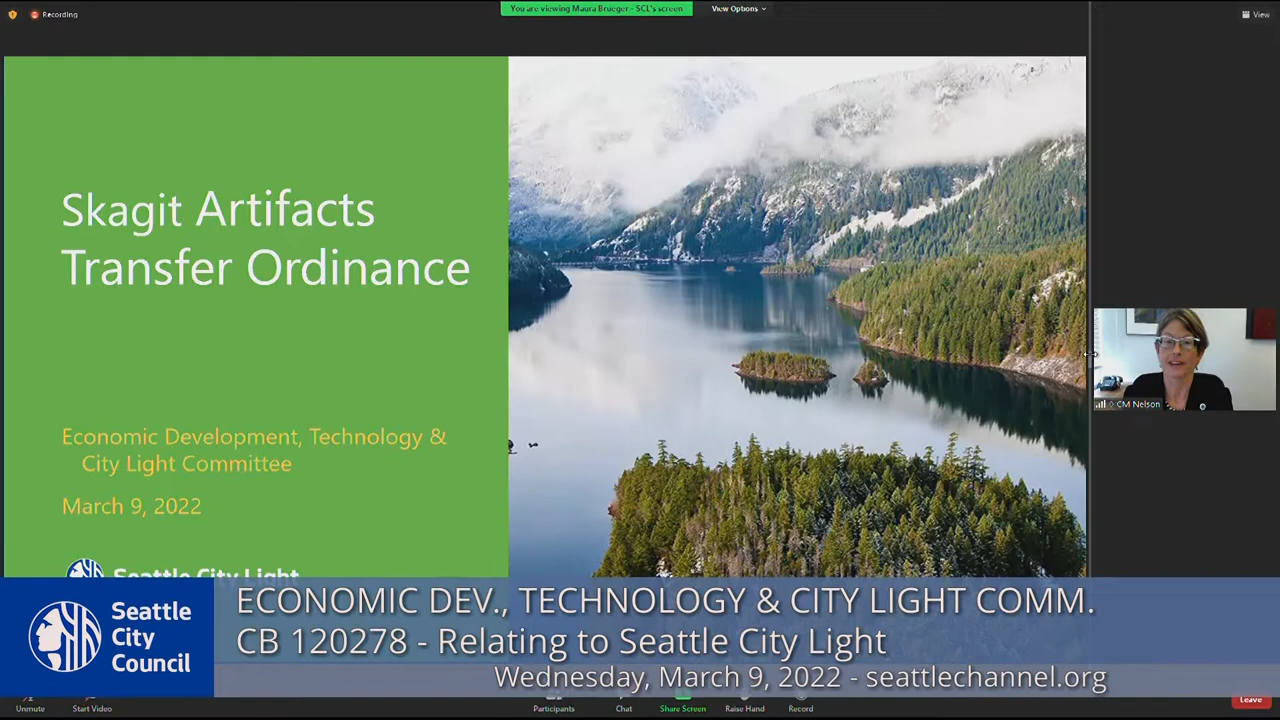 Recording
You are viewing Maura Brueger - SCL's screen
View Options
View
Skagit Artifacts
Transfer Ordinance
Economic Development, Technology &
City Light Committee
March 9, 2022
Seattle City Light
CM Nelson
Seattle
City
Council
ECONOMIC DEV., TECHNOLOGY & CITY LIGHT COMM.
CB 120278 - Relating to Seattle City Light
Wednesday, March 9, 2022 - seattlechannel.org
Unmute
Start Video
Participants
Chat
Share Screen
Raise Hand
Record
Leave